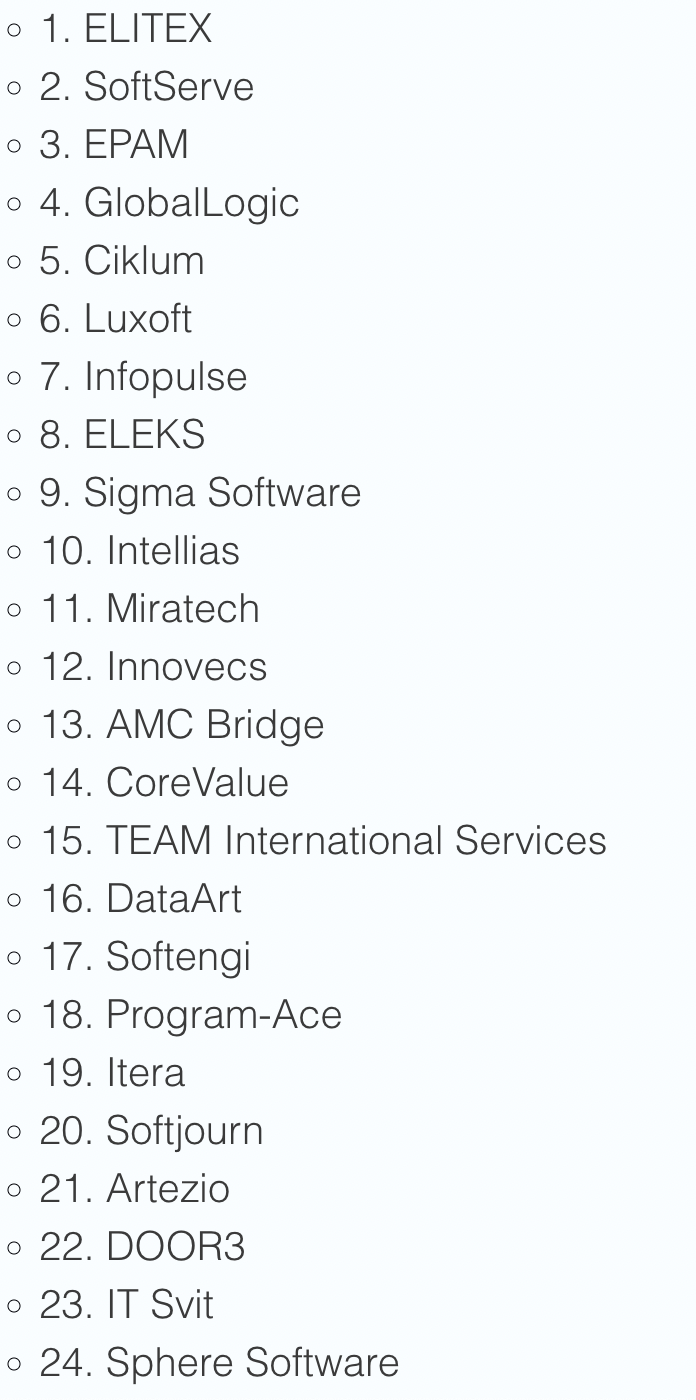 1. ELITEX
2. SoftServe
3. EPAM
4. GlobalLogic
5. Ciklum
6. Luxoft
7. Infopulse
8. ELEKS
9. Sigma Software
10. Intellias
11. Miratech
12. Innovecs
13. AMC Bridge
14. CoreValue
15. TEAM International Services
16. DataArt
17. Softengi
18. Program-Ace
19. Itera
20. Softjourn
21. Artezio
22. DOOR3
23. IT Svit
24. Sphere Software